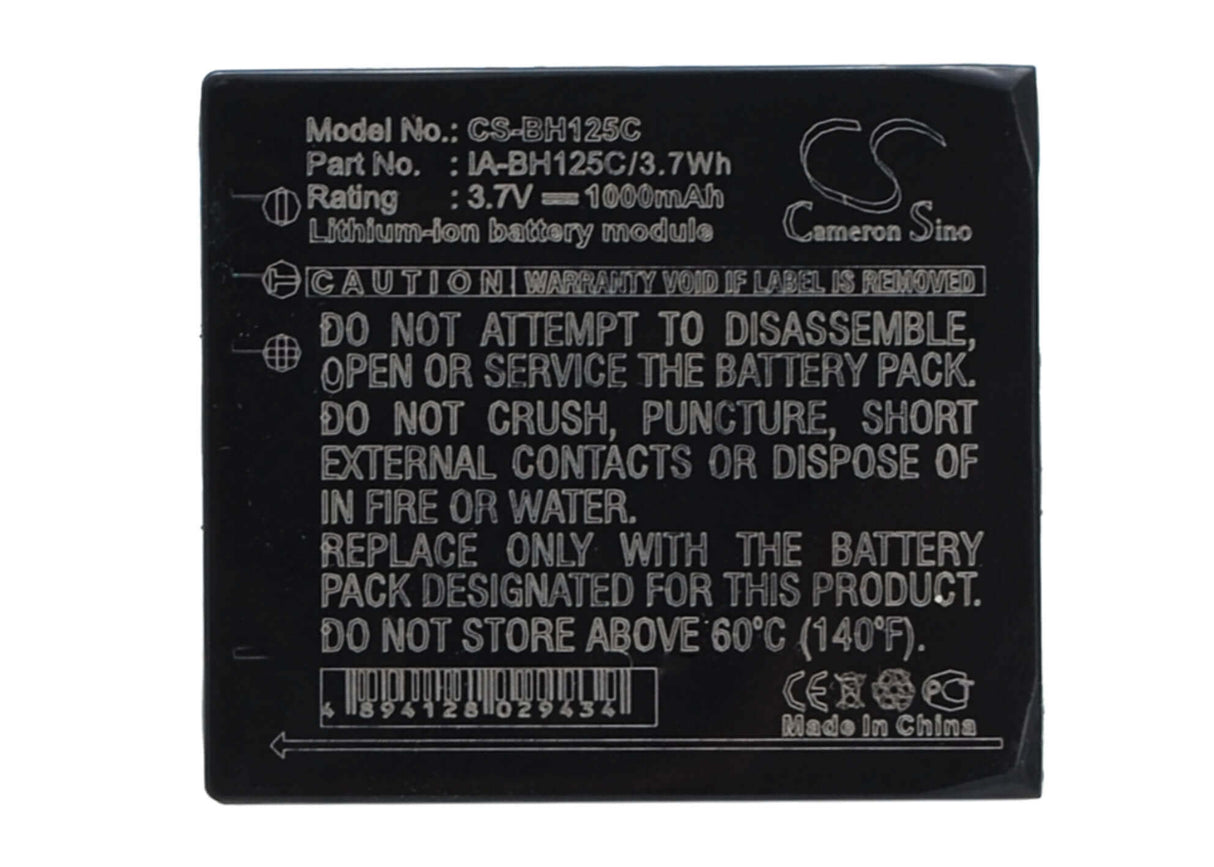 Model No.: CS-BH125C
Part No. : IA-BH125C/3.7Wh
Rating : 3.7V 1000mAh
Lithium-ion battery module
CS
Cameron Sino
T
CAUTION WARRANTY VOID IF LABEL IS REMOVED
DO NOT ATTEMPT TO DISASSEMBLE,
OPEN OR SERVICE THE BATTERY PACK.
DO NOT CRUSH, PUNCTURE, SHORT
EXTERNAL CONTACTS OR DISPOSE OF
IN FIRE OR WATER.
REPLACE ONLY WITH THE BATTERY
PACK DESIGNATED FOR THIS PRODUCT.
DO NOT STORE ABOVE 60°C (140°F).
4 894128 029434
CE PCT
Made In China